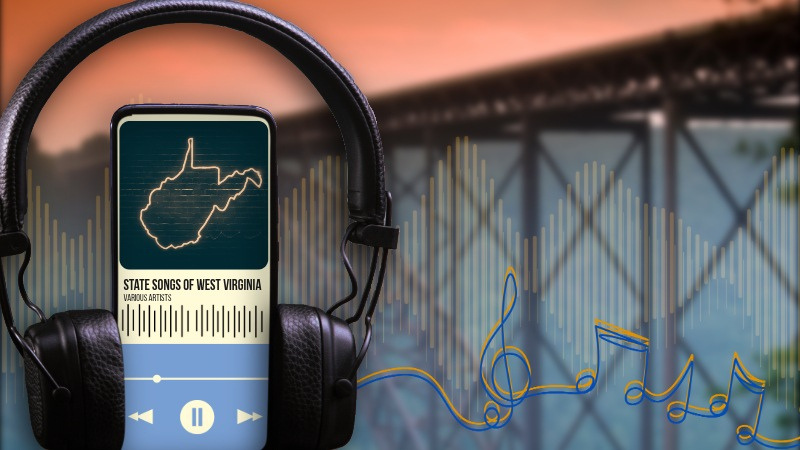 STATE SONGS OF WEST VIRGINIA
VARIOUS ARTISTS